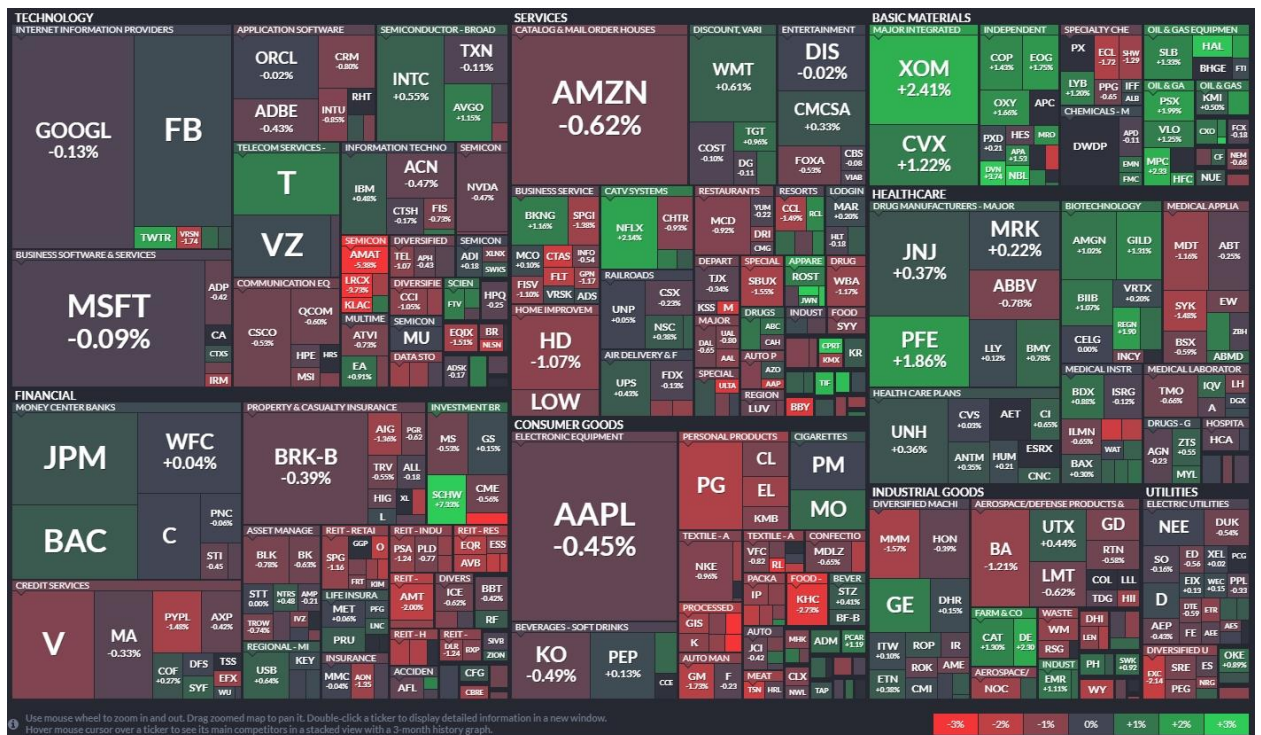 TECHNOLOGY
INTERNET INFORMATION PROVIDERS
GOOGL
-0.13%
FB
TWTR
VRSN
-1.74
APPLICATION SOFTWARE
ORCL
-0.02%
ADBE
-0.43%
CRM
-0.80%
INTU
-0.85%
RHT
SEMICONDUCTOR - BROAD
INTC
+0.55%
TXN
-0.11%
AVGO
+1.15%
BUSINESS SOFTWARE & SERVICES
MSFT
-0.09%
ADP
-0.42
CA
CTXS
IRM
TELECOM SERVICES -
T
VZ
INFORMATION TECHNO
IBM
+0.48%
ACN
-0.47%
CTSH
-0.17%
FIS
-0.73%
SEMICON
NVDA
-0.47%
COMMUNICATION EQ
CSCO
-0.53%
QCOM
-0.60%
HPE
HRS
MSI
SEMICON
AMAT
-5.38%
LRCX
-3.73%
KLAC
DIVERSIFIED
TEL
-1.07
APH
-0.43
SEMICON
ADI
+0.18
XLNX
SWKS
DIVERSIFIE
CCI
-1.05%
SCIEN
FTV
HPQ
-0.25
MULTIME
ATVI
-0.73%
EA
+0.91%
SEMICON
MU
EQIX
-1.51%
BR
NLSN
DATA STO
ADSK
-0.17
SERVICES
CATALOG & MAIL ORDER HOUSES
AMZN
-0.62%
DISCOUNT, VARI
WMT
+0.61%
COST
-0.10%
TGT
+0.96%
DG
-0.11
ENTERTAINMENT
DIS
-0.02%
CMCSA
+0.33%
FOXA
-0.53%
CBS
-0.08
VIAB
BUSINESS SERVICE
BKNG
+1.16%
SPGI
-1.38%
MCO
+0.10%
CTAS
INFO
-0.54
FLT
GPN
-1.17
FISV
-1.10%
VRSK
ADS
CATV SYSTEMS
NFLX
+2.14%
CHTR
-0.93%
RESTAURANTS
MCD
-0.92%
YUM
-0.22
DRI
CMG
RESORTS
CCL
-1.49%
RCL
LODGIN
MAR
+0.20%
HLT
-0.18
HOME IMPROVEM
HD
-1.07%
LOW
RAILROADS
UNP
+0.05%
CSX
-0.23%
NSC
+0.38%
AIR DELIVERY & F
UPS
+0.42%
FDX
-0.13%
DEPART
TJX
-0.34%
KSS
M
SPECIAL
SBUX
-1.55%
APPARE
ROST
JWN
DRUG
WBA
-1.17%
MAJOR
DAL
-0.65
UAL
-0.80
AAL
DRUGS
ABC
CAH
INDUST
CPRT
KMX
FOOD
SYY
KR
SPECIAL
ULTA
AUTO P
AZO
AAP
REGION
LUV
TIF
BBY
BASIC MATERIALS
MAJOR INTEGRATED
XOM
+2.41%
CVX
+1.22%
INDEPENDENT
COP
+1.43%
EOG
+1.75%
OXY
+1.66%
APC
PXD
+0.21
HES
MRO
APA
+1.53
DVN
+3.74
NBL
SPECIALTY CHE
PX
ECL
-1.72
SHW
-1.29
LYB
+1.20%
PPG
-0.65
IFF
ALB
CHEMICALS - M
DWDP
APD
-0.11
EMN
FMC
OIL & GAS EQUIPMEN
SLB
+1.93%
HAL
BHGE
FTI
OIL & GA
PSX
+1.99%
VLO
+1.25%
MPC
+2.33
HFC
OIL & GAS
KMI
+0.50%
CXO
FCX
-0.18
CF
NEM
-0.68
NUE
HEALTHCARE
DRUG MANUFACTURERS - MAJOR
JNJ
+0.37%
PFE
+1.86%
MRK
+0.22%
ABBV
-0.78%
LLY
+0.12%
BMY
+0.78%
BIOTECHNOLOGY
AMGN
+1.02%
GILD
+1.31%
BIIB
+1.07%
VRTX
+0.20%
REGN
+1.90
CELG
0.00%
INCY
MEDICAL APPLIA
MDT
-1.16%
ABT
-0.25%
SYK
-1.48%
EW
BSX
-0.59%
ZBH
ABMD
HEALTH CARE PLANS
UNH
+0.36%
CVS
+0.03%
AET
CI
+0.65%
ANTM
+0.35%
HUM
+0.21
ESRX
CNC
MEDICAL INSTR
BDX
+0.88%
ISRG
-0.12%
ILMN
-0.65%
WAT
BAX
+0.30%
MEDICAL LABORATOR
TMO
-0.66%
IQV
LH
A
DGX
DRUGS - G
AGN
-0.23
ZTS
+0.55
MYL
HOSPITA
HCA
FINANCIAL
MONEY CENTER BANKS
JPM
BAC
WFC
+0.04%
C
PNC
-0.06%
STI
-0.45
CREDIT SERVICES
V
MA
-0.33%
PYPL
-1.48%
AXP
-0.42%
COF
+0.27%
DFS
TSS
SYF
EFX
WU
PROPERTY & CASUALTY INSURANCE
BRK-B
-0.39%
AIG
-1.36%
PGR
-0.62
TRV
-0.55%
ALL
-0.18
HIG
XL
L
INVESTMENT BR
MS
-0.53%
GS
+0.15%
SCHW
+7.35%
CME
-0.56%
ASSET MANAGE
BLK
-0.78%
BK
-0.63%
STT
0.00%
NTRS
+0.48
AMP
-0.21
TROW
-0.74%
IVZ
REGIONAL - MI
USB
+0.64%
KEY
REIT - RETAI
SPG
-1.16
GGP
O
FRT
KIM
LIFE INSURA
MET
+0.06%
PFG
PRU
LNC
INSURANCE
MMC
-0.04%
AON
-1.35
REIT - INDU
PSA
-1.24
PLD
-0.77
REIT - RES
EQR
ESS
AVB
REIT -
AMT
-2.00%
DIVERS
ICE
-0.62%
BBT
-0.42%
RF
REIT - H
REIT -
DLR
-1.24
EXP
SIVB
ZION
ACCIDEN
AFL
CFG
CBRE
CONSUMER GOODS
ELECTRONIC EQUIPMENT
AAPL
-0.45%
BEVERAGES - SOFT DRINKS
KO
-0.49%
PEP
+0.13%
CCE
PERSONAL PRODUCTS
PG
CL
EL
KMB
CIGARETTES
PM
MO
TEXTILE - A
NKE
-0.96%
TEXTILE - A
VFC
-0.82
RL
CONFECTIO
MDLZ
-0.65%
PROCESSED
GIS
K
PACKA
IP
FOOD -
KHC
-2.73%
BEVER
STZ
+0.41%
BF-B
AUTO MAN
GM
-1.73%
F
-0.23
AUTO
JCI
-0.42
MHK
ADM
PCAR
+1.19
MEAT
TSN
HRL
CLX
NWL
TAP
INDUSTRIAL GOODS
DIVERSIFIED MACHI
MMM
-1.57%
HON
-0.39%
GE
DHR
+0.15%
ITW
+0.10%
ROP
IR
ROK
AME
ETN
+0.38%
CMI
AEROSPACE/DEFENSE PRODUCTS &
BA
-1.21%
UTX
+0.44%
GD
RTN
-0.58%
LMT
-0.62%
COL
LLL
TDG
HII
FARM & CO
CAT
+1.30%
DE
+2.30
WASTE
WM
RSG
DHI
LEN
AEROSPACE/
NOC
INDUST
EMR
+1.11%
PH
SWK
+0.92
WY
UTILITIES
ELECTRIC UTILITIES
NEE
DUK
-0.54%
SO
-0.16%
ED
-0.56
XEL
+0.02
PCG
D
EIX
+0.13
WEC
+0.15
PPL
-0.33
DTE
-0.59
ETR
AEP
-0.43%
FE
AEE
AES
DIVERSIFIED U
EXC
-2.14
SRE
ES
OKE
+0.89%
PEG
NRG
Use mouse wheel to zoom in and out. Drag zoomed map to pan it. Double-click a ticker to display detailed information in a new window.
Hover mouse cursor over a ticker to see its main competitors in a stacked view with a 3-month history graph.
-3%
-2%
-1%
0%
+1%
+2%
+3%